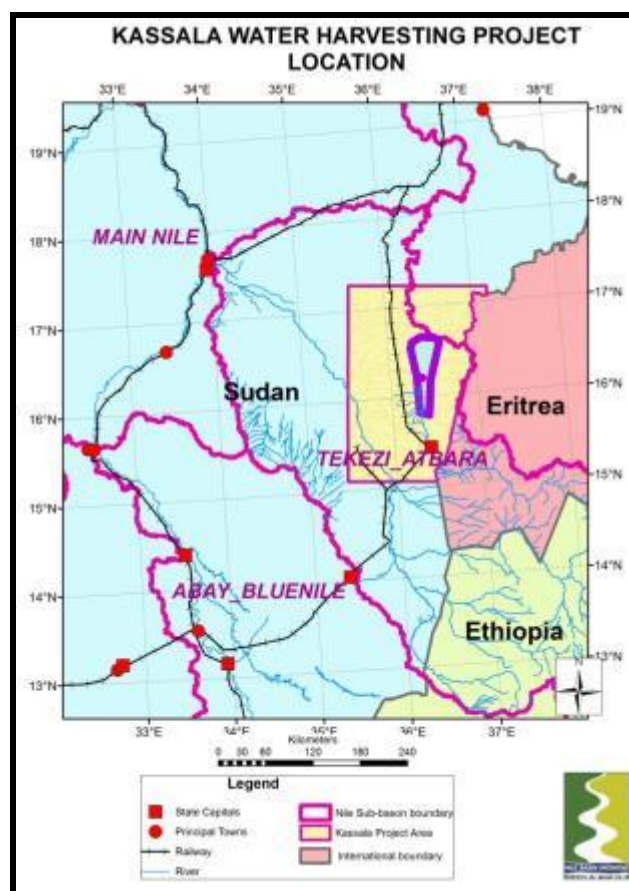 KASSALA WATER HARVESTING PROJECT
LOCATION
33°E 34°E 35°E 36°E 37°E 38°E
19°N 19°N
18°N 18°N
MAIN NILE
17°N 17°N
Sudan
16°N 16°N
Eritrea
TEKEZI_ATBARA
15°N 15°N
14°N 14°N
ABAY_BLUENILE
Ethiopia
13°N 13°N
33°E 34°E 35°E 36°E 37°E
Kilometers
0 30 60 120 180 240
Legend
State Capitals
Principal Towns
Railway
River
Nile Sub-basin boundary
Kassala Project Area
International boundary